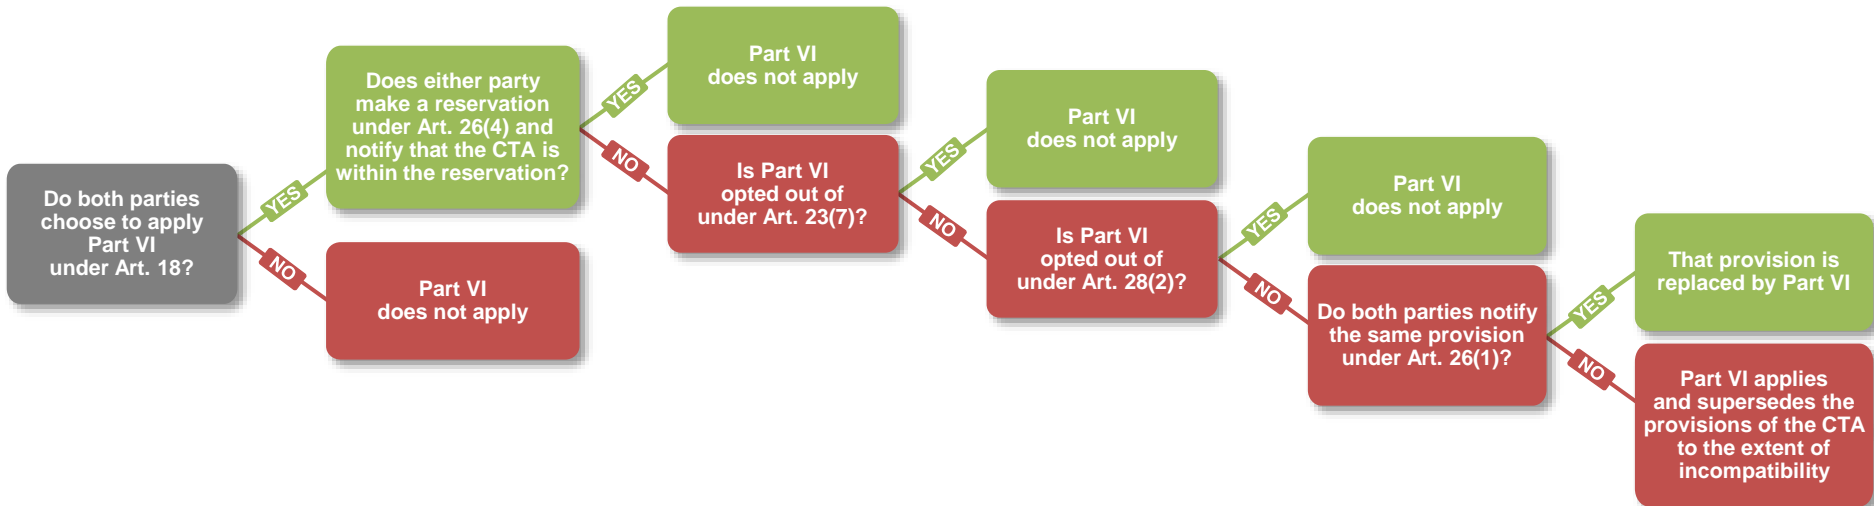 Do both parties
choose to apply
Part VI
under Art. 18?
YES
NO
Does either party
make a reservation
under Art. 26(4) and
notify that the CTA is
within the reservation?
Part VI
does not apply
YES
NO
Part VI
does not apply
Is Part VI
opted out of
under Art. 23(7)?
YES
NO
Part VI
does not apply
Is Part VI
opted out of
under Art. 28(2)?
YES
NO
Part VI
does not apply
Do both parties notify
the same provision
under Art. 26(1)?
YES
NO
That provision is
replaced by Part VI
Part VI applies
and supersedes the
provisions of the CTA
to the extent of
incompatibility